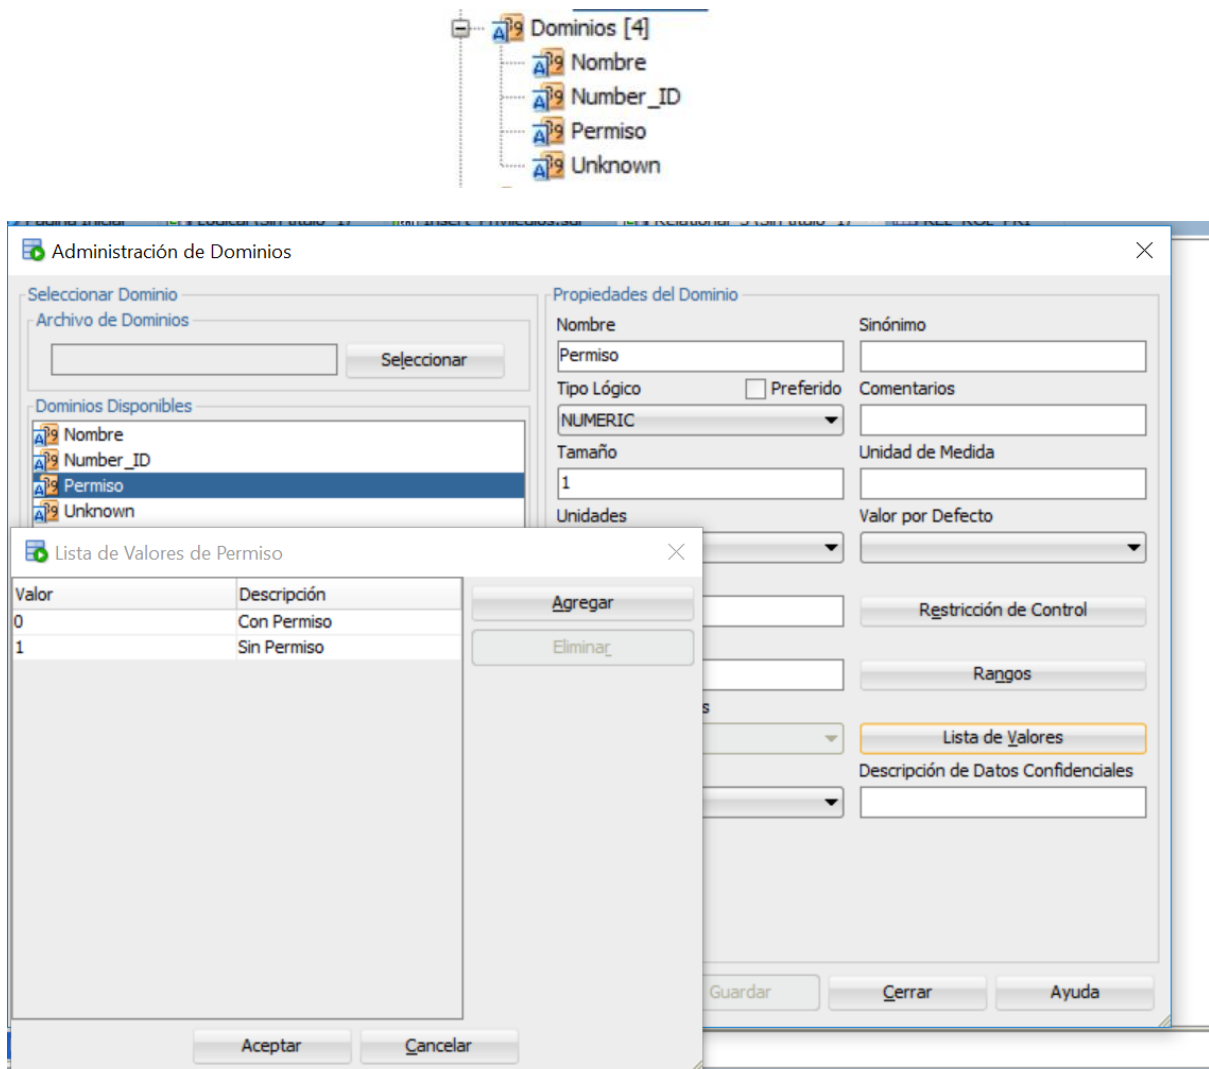 Dominios [4]
Nombre
Number_ID
Permiso
Unknown
Administración de Dominios
Seleccionar Dominio
Archivo de Dominios
Seleccionar
Dominios Disponibles
Nombre
Number_ID
Permiso
Unknown
Propiedades del Dominio
Nombre
Sinónimo
Permiso
Tipo Lógico
Preferido
Comentarios
NUMERIC
Tamaño
Unidad de Medida
1
Unidades
Valor por Defecto
Restricción de Control
Rangos
s
Lista de Valores
Descripción de Datos Confidenciales
Guardar
Cerrar
Ayuda
Lista de Valores de Permiso
Valor
Descripción
0
Con Permiso
1
Sin Permiso
Agregar
Eliminar
Aceptar
Cancelar